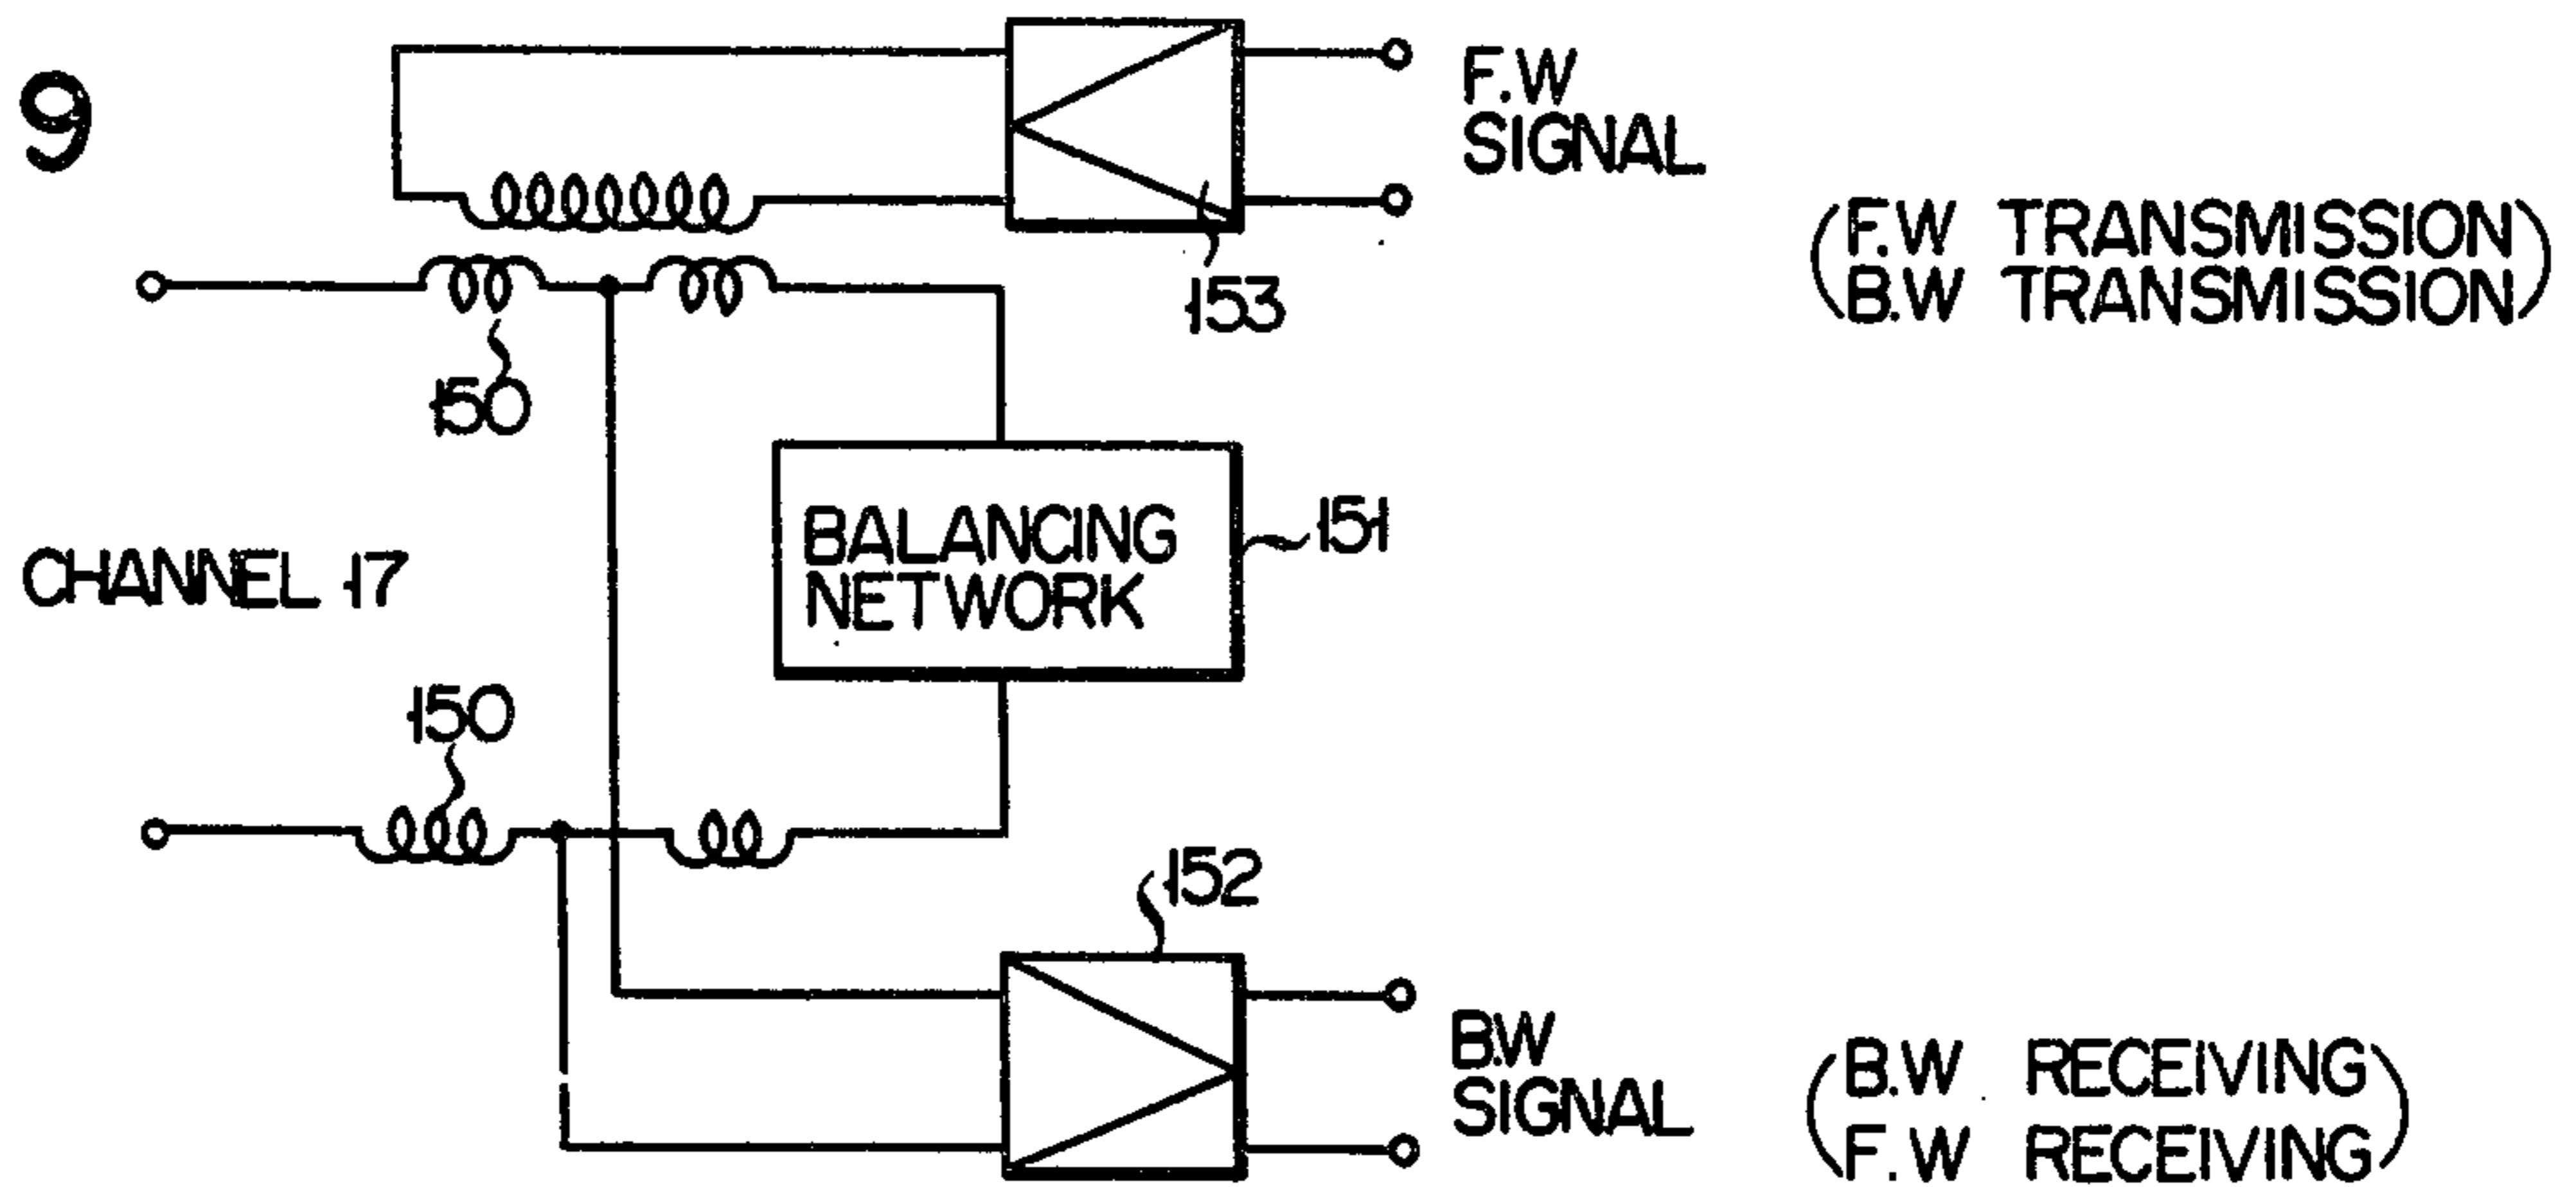 9
F.W
SIGNAL
(F.W TRANSMISSION
B.W TRANSMISSION)
153
150
BALANCING
NETWORK
151
CHANNEL 17
150
152
B.W
SIGNAL
(B.W RECEIVING
F.W RECEIVING)